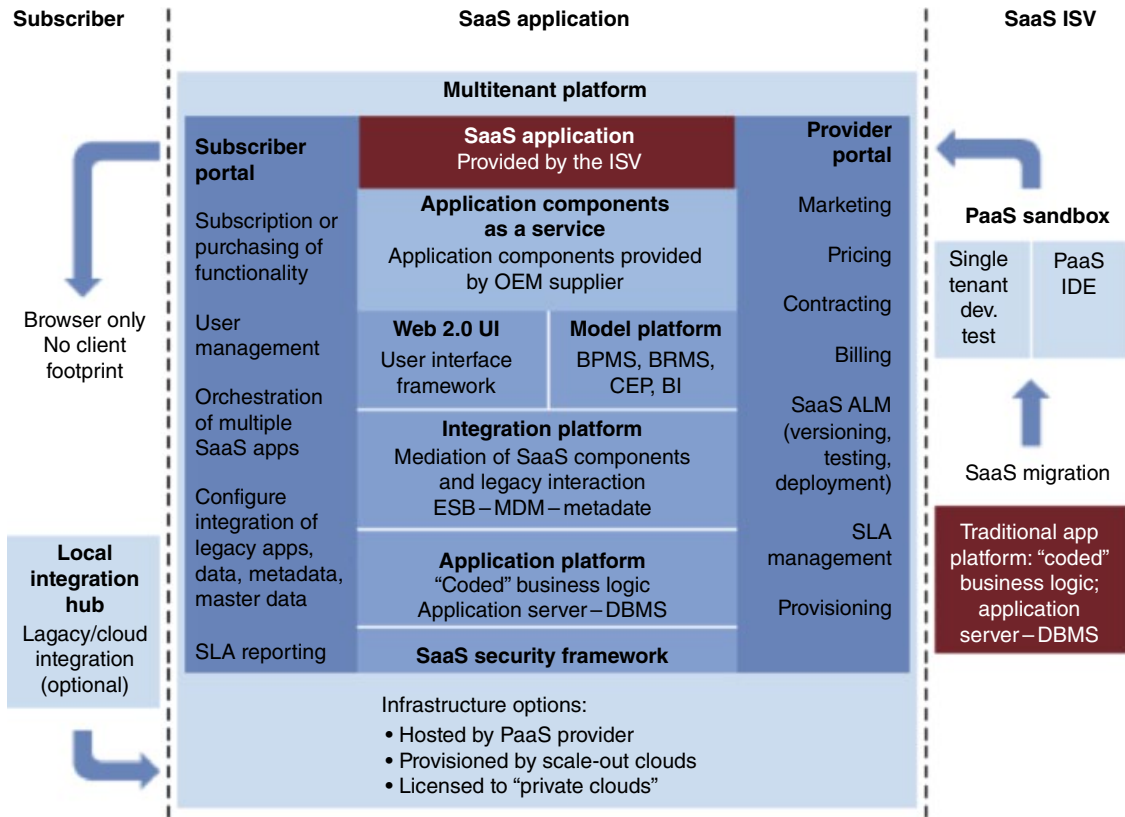 Subscriber
SaaS application
SaaS ISV
Multitenant platform
Subscriber
portal
Subscription or
purchasing of
functionality
User
management
Orchestration
of multiple
SaaS apps
Configure
integration of
legacy apps,
data, metadata,
master data
SLA reporting
SaaS application
Provided by the ISV
Application components
as a service
Application components provided
by OEM supplier
Web 2.0 UI
User interface
framework
Model platform
BPMS, BRMS,
CEP, BI
Integration platform
Mediation of SaaS components
and legacy interaction
ESB–MDM–metadate
Application platform
“Coded” business logic
Application server–DBMS
SaaS security framework
Provider
portal
Marketing
Pricing
Contracting
Billing
SaaS ALM
(versioning,
testing,
deployment)
SLA
management
Provisioning
Infrastructure options:
• Hosted by PaaS provider
• Provisioned by scale-out clouds
• Licensed to “private clouds”
Browser only
No client
footprint
Local
integration
hub
Lagacy/cloud
integration
(optional)
PaaS sandbox
Single
tenant
dev.
test
PaaS
IDE
SaaS migration
Traditional app
platform: “coded”
business logic;
application
server–DBMS